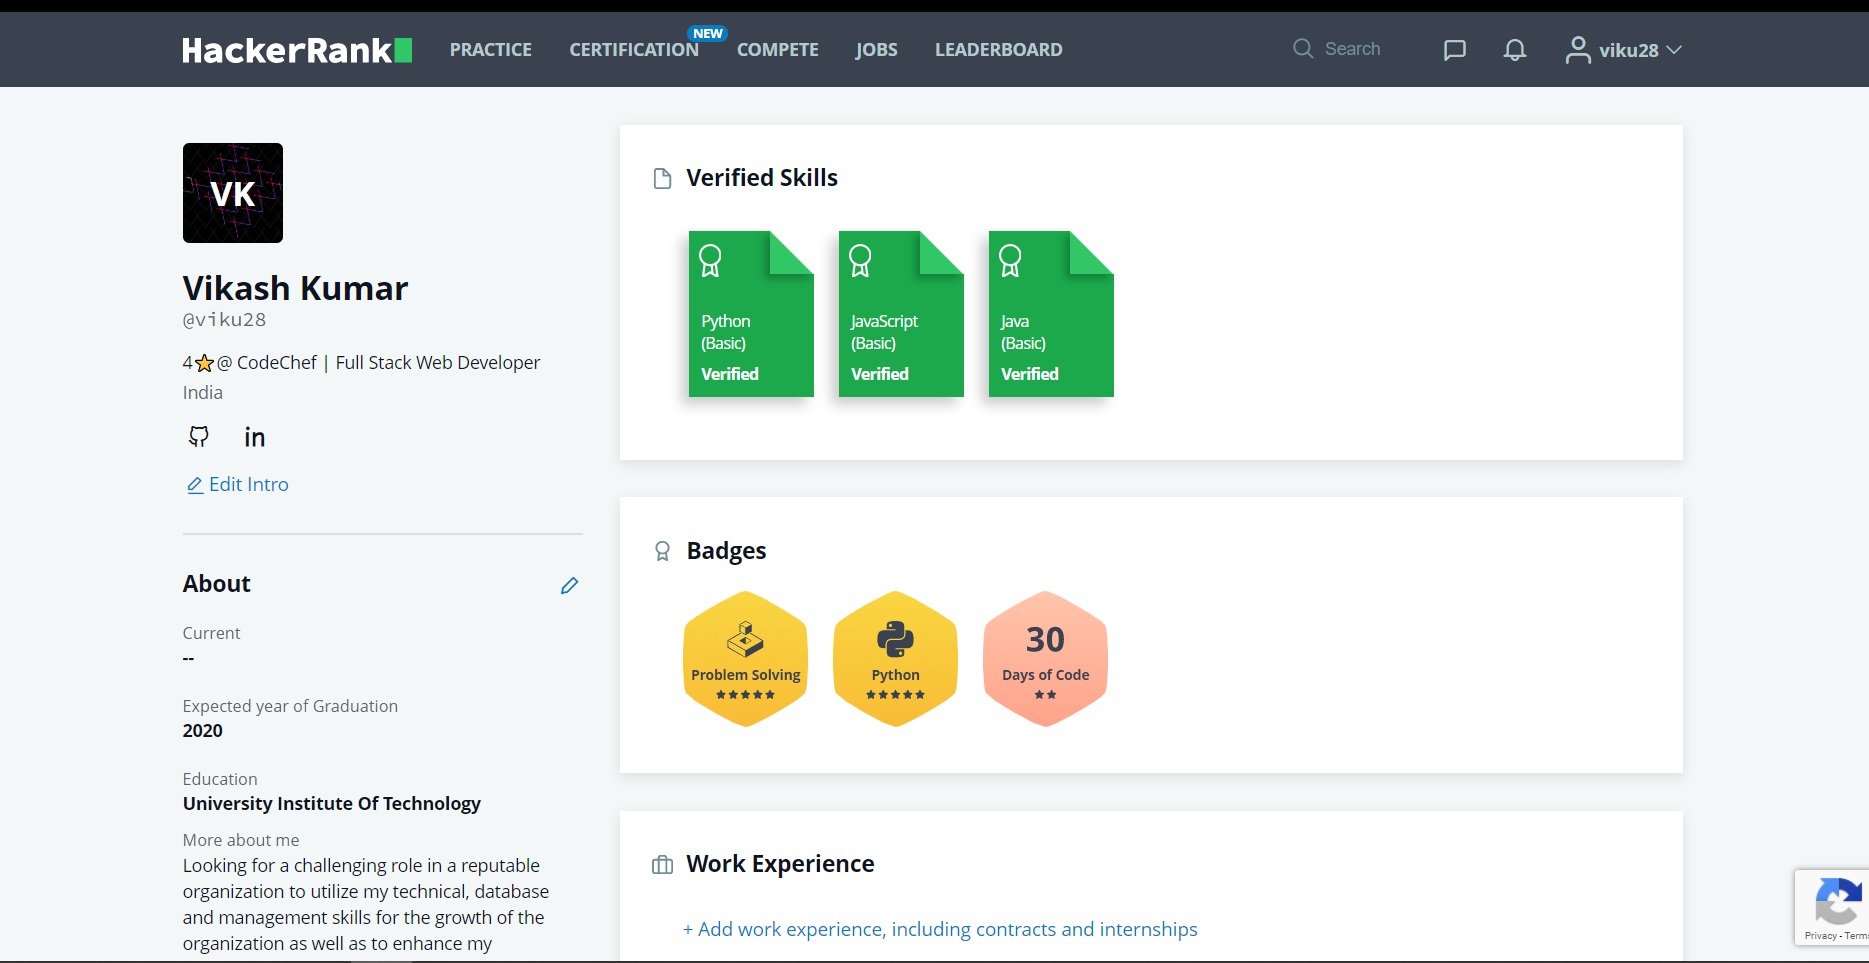 HackerRank
PRACTICE
CERTIFICATION
NEW
COMPETE
JOBS
LEADERBOARD
Search
viku28
VK
Vikash Kumar
@viku28
4⭐@ CodeChef | Full Stack Web Developer
India
in
Edit Intro
About
Current
--
Expected year of Graduation
2020
Education
University Institute Of Technology
More about me
Looking for a challenging role in a reputable
organization to utilize my technical, database
and management skills for the growth of the
organization as well as to enhance my
Verified Skills
Python
(Basic)
Verified
JavaScript
(Basic)
Verified
Java
(Basic)
Verified
Badges
Problem Solving
★★★★★
Python
★★★★★
30
Days of Code
★★
Work Experience
+ Add work experience, including contracts and internships
Privacy - Terms